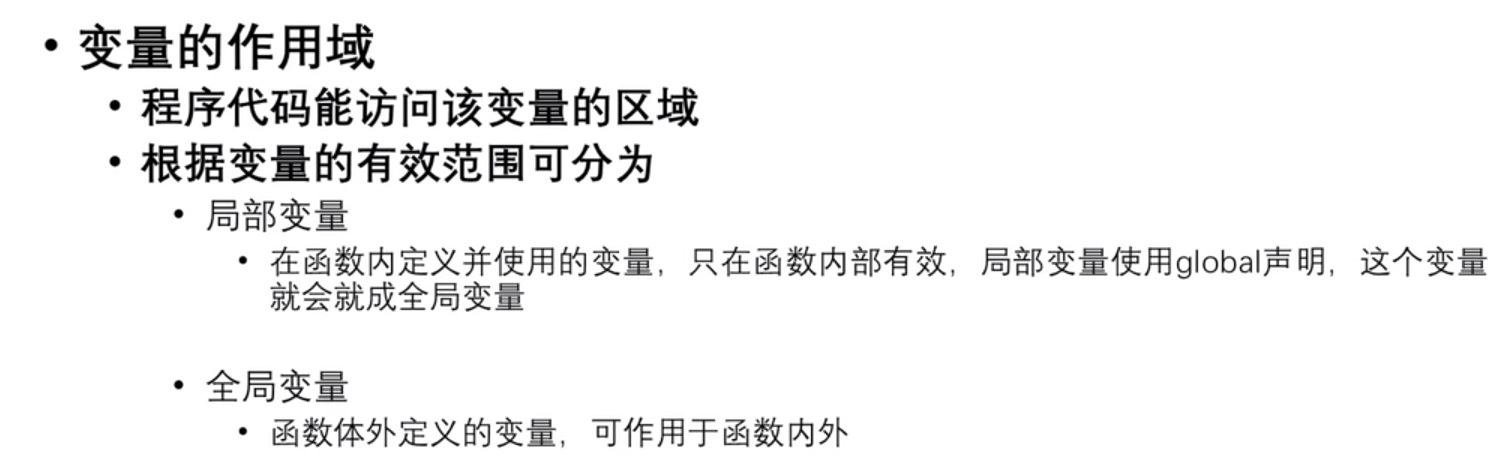 • 变量的作用域
• 程序代码能访问该变量的区域
• 根据变量的有效范围可分为
• 局部变量
• 在函数内定义并使用的变量，只在函数内部有效，局部变量使用global声明，这个变量
就会就成全局变量
• 全局变量
• 函数体外定义的变量，可作用于函数内外